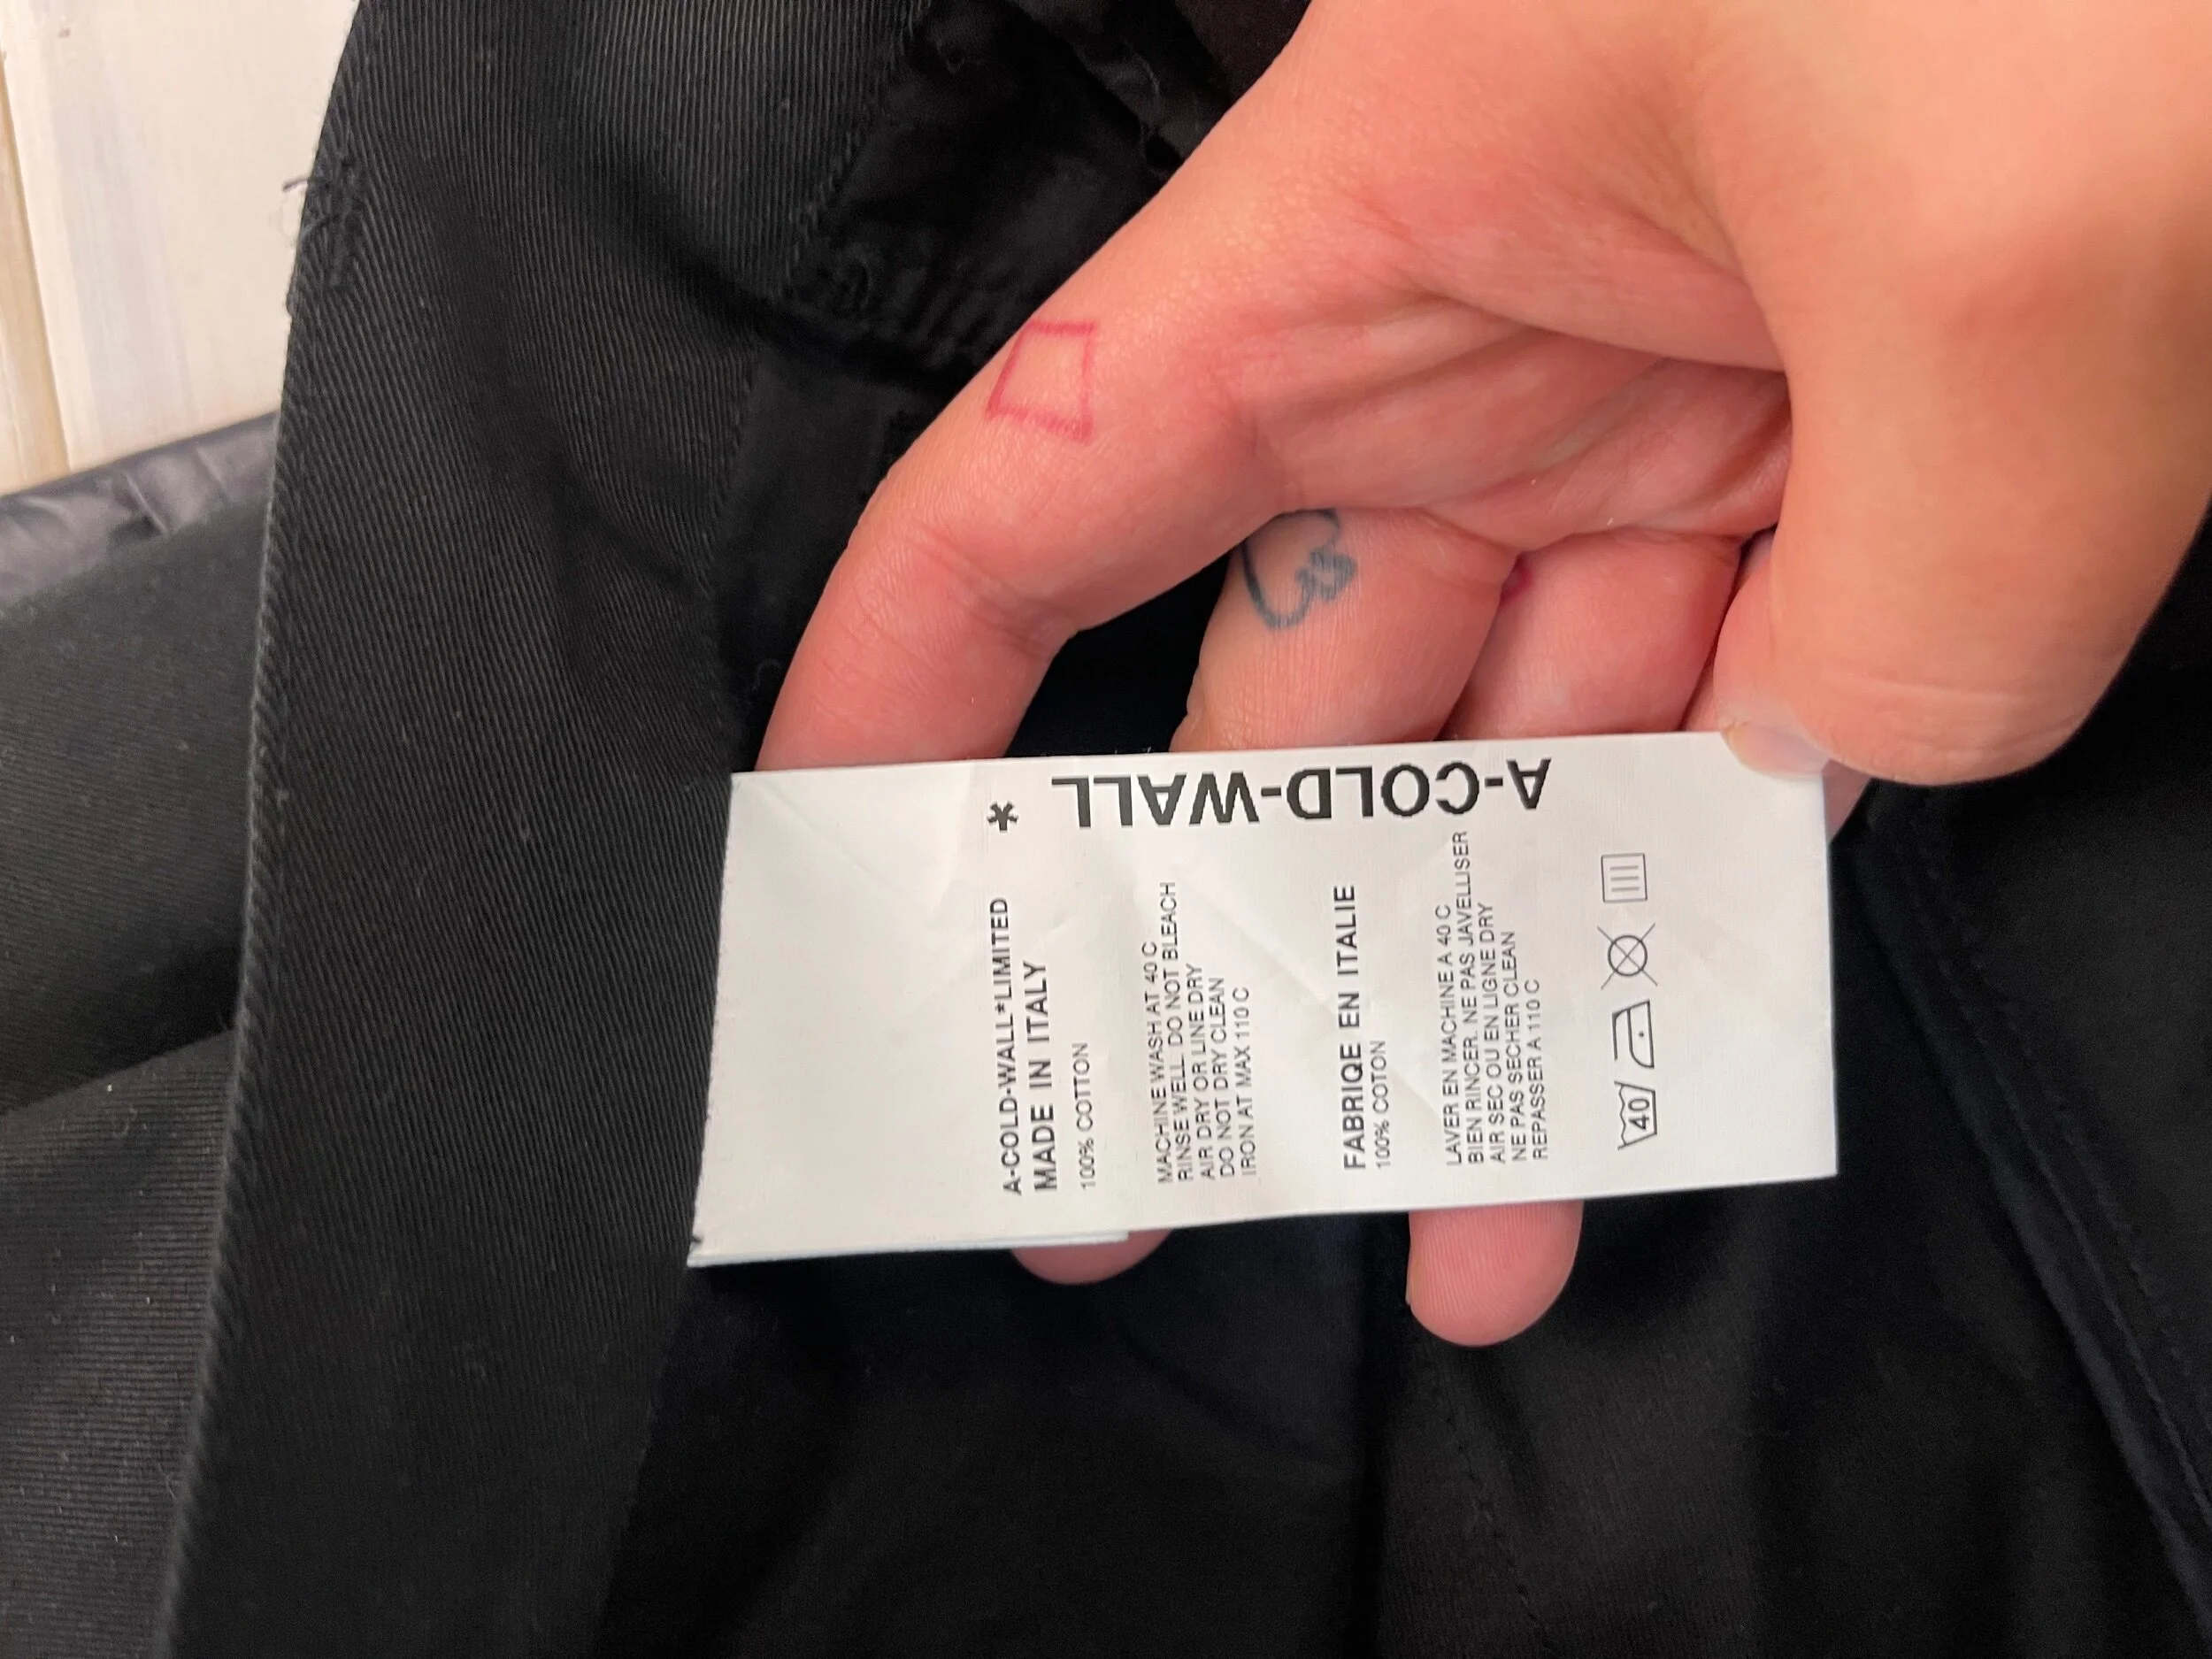 A-COLD-WALL
*
A-COLD-WALL*LIMITED
MADE IN ITALY
100% COTTON
MACHINE WASH AT 40 C
RINSE WELL. DO NOT BLEACH
AIR DRY OR LINE DRY
DO NOT DRY CLEAN
IRON AT MAX 110 C
FABRIQE EN ITALIE
100% COTON
LAVER EN MACHINE A 40 C
BIEN RINCER. NE PAS JAVELLISER
AIR SEC OU EN LIGNE DRY
NE PAS SECHER CLEAN
REPASSER A 110 C
40